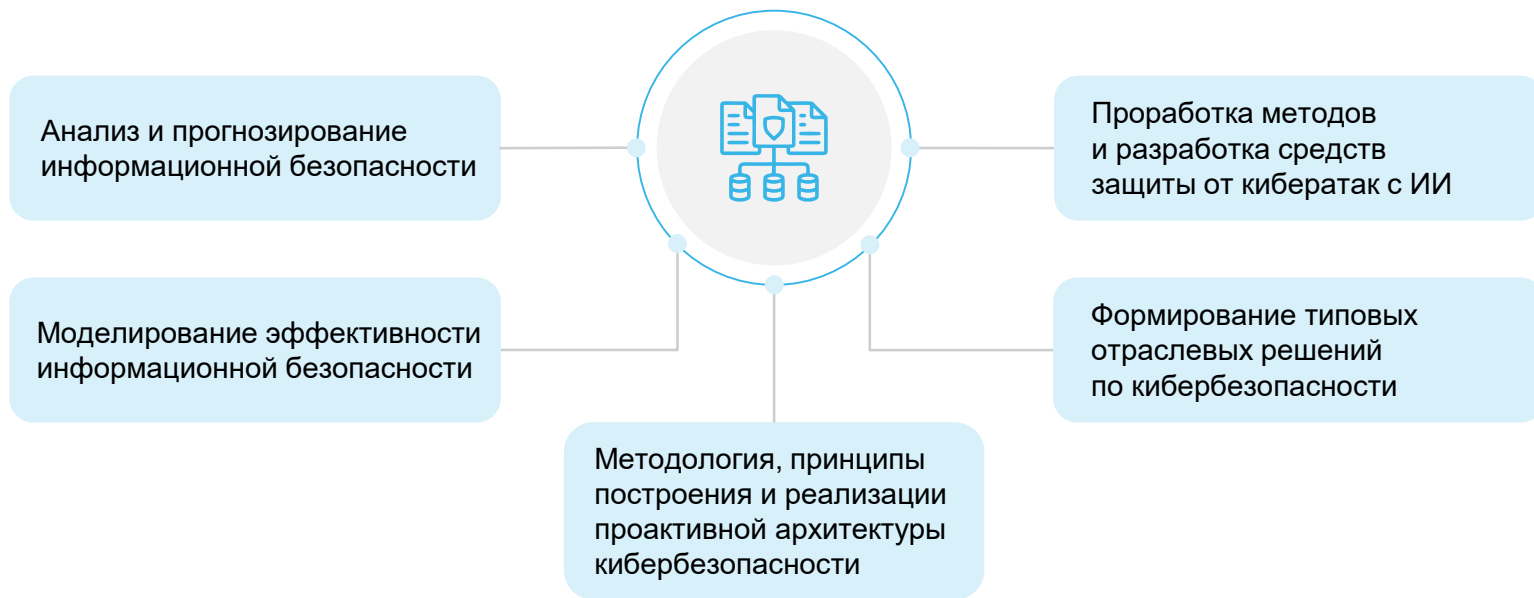 Анализ и прогнозирование
информационной безопасности
Моделирование эффективности
информационной безопасности
Методология, принципы
построения и реализации
проактивной архитектуры
кибербезопасности
Проработка методов
и разработка средств
защиты от кибератак с ИИ
Формирование типовых
отраслевых решений
по кибербезопасности